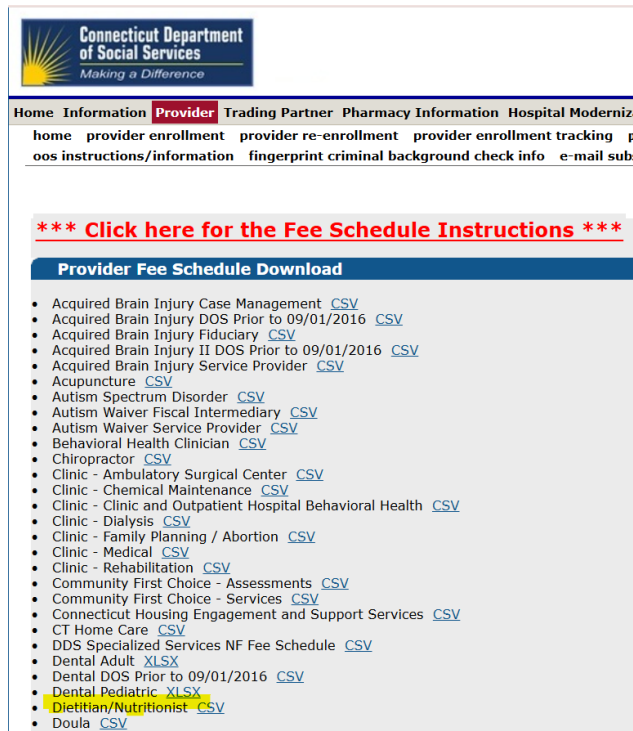 Connecticut Department
of Social Services
Making a Difference
Home Information Provider Trading Partner Pharmacy Information Hospital Moderniz
home provider enrollment provider re-enrollment provider enrollment tracking
oos instructions/information fingerprint criminal background check info e-mail sub
*** Click here for the Fee Schedule Instructions ***
Provider Fee Schedule Download
• Acquired Brain Injury Case Management CSV
• Acquired Brain Injury DOS Prior to 09/01/2016 CSV
• Acquired Brain Injury Fiduciary CSV
• Acquired Brain Injury II DOS Prior to 09/01/2016 CSV
• Acquired Brain Injury Service Provider CSV
• Acupuncture CSV
• Autism Spectrum Disorder CSV
• Autism Waiver Fiscal Intermediary CSV
• Autism Waiver Service Provider CSV
• Behavioral Health Clinician CSV
• Chiropractor CSV
• Clinic - Ambulatory Surgical Center CSV
• Clinic - Chemical Maintenance CSV
• Clinic - Clinic and Outpatient Hospital Behavioral Health CSV
• Clinic - Dialysis CSV
• Clinic - Family Planning / Abortion CSV
• Clinic - Medical CSV
• Clinic - Rehabilitation CSV
• Community First Choice - Assessments CSV
• Community First Choice - Services CSV
• Connecticut Housing Engagement and Support Services CSV
• CT Home Care CSV
• DDS Specialized Services NF Fee Schedule CSV
• Dental Adult XLSX
• Dental DOS Prior to 09/01/2016 CSV
• Dental Pediatric XLSX
• Dietitian/Nutritionist CSV
• Doula CSV